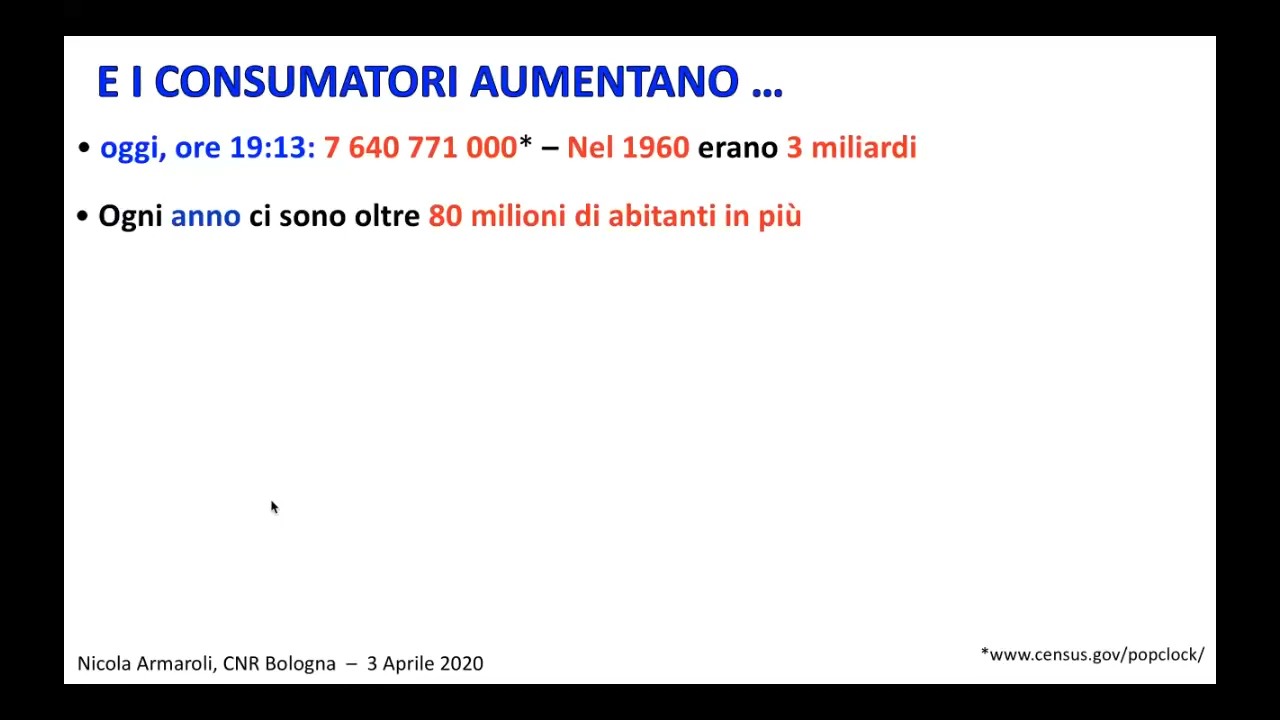 E I CONSUMATORI AUMENTANO ...
• oggi, ore 19:13: 7 640 771 000* – Nel 1960 erano 3 miliardi
• Ogni anno ci sono oltre 80 milioni di abitanti in più
Nicola Armaroli, CNR Bologna – 3 Aprile 2020
*www.census.gov/popclock/